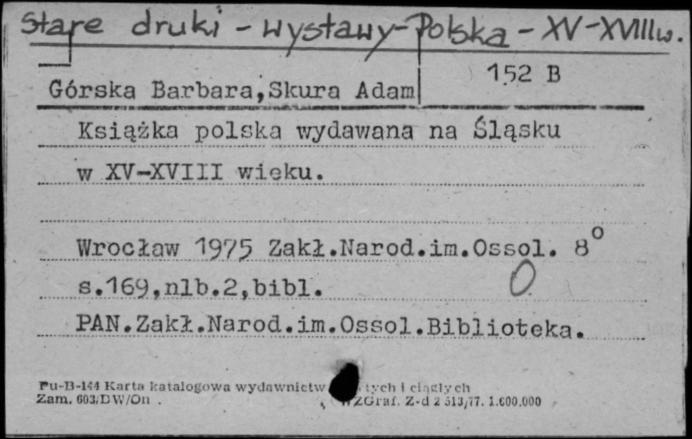 Stare druki - wystawy - Polska - XV-XVIIIw.
152 B
Górska Barbara, Skura Adam
Książka polska wydawana na Śląsku
w XV-XVIII wieku.
Wrocław 1975 Zakł.Narod.im.Ossol. 8°
s.169,nlb.2,bibl.
PAN.Zakł.Narod.im.Ossol.Biblioteka.
Pu-B-144 Karta katalogowa wydawnictw tych i ciągłych
Zam. 603/DW/On WZGraf. Z-d 2 513/77. 1.000.000